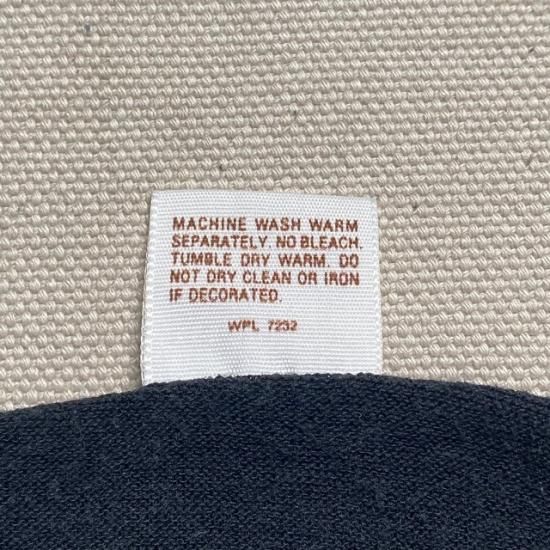 MACHINE WASH WARM
SEPARATELY. NO BLEACH.
TUMBLE DRY WARM. DO
NOT DRY CLEAN OR IRON
IF DECORATED.
WPL 7232